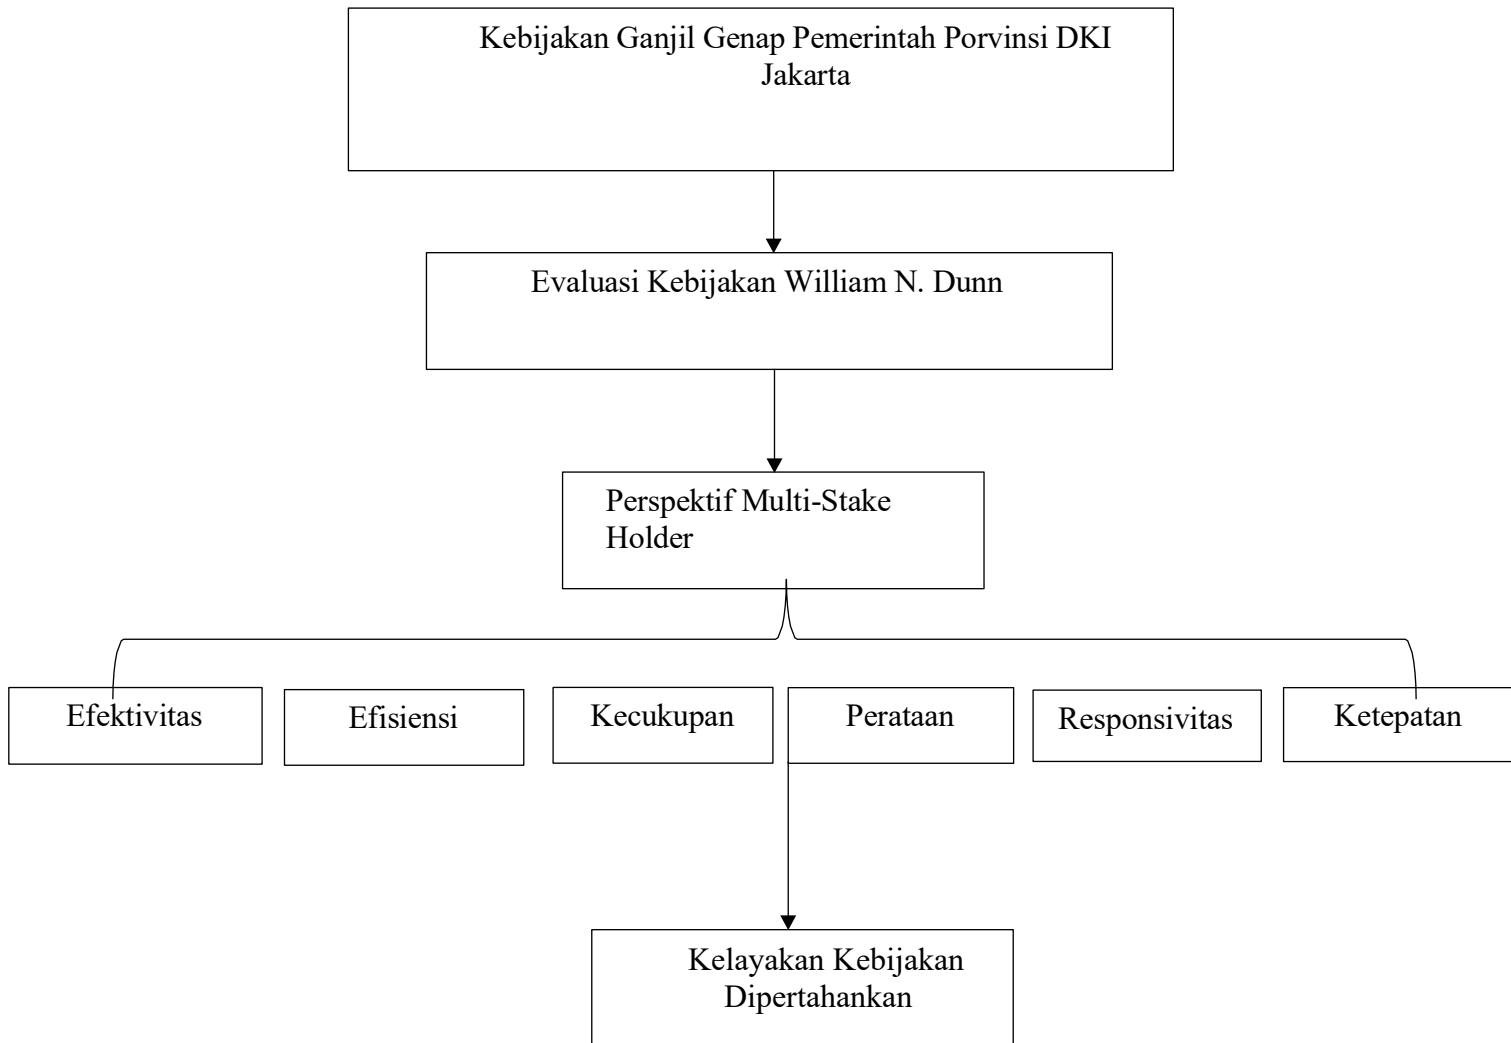 Kebijakan Ganjil Genap Pemerintah Porvinsi DKI
Jakarta
Evaluasi Kebijakan William N. Dunn
Perspektif Multi-Stake
Holder
Efektivitas
Efisiensi
Kecukupan
Perataan
Responsivitas
Ketepatan
Kelayakan Kebijakan
Dipertahankan